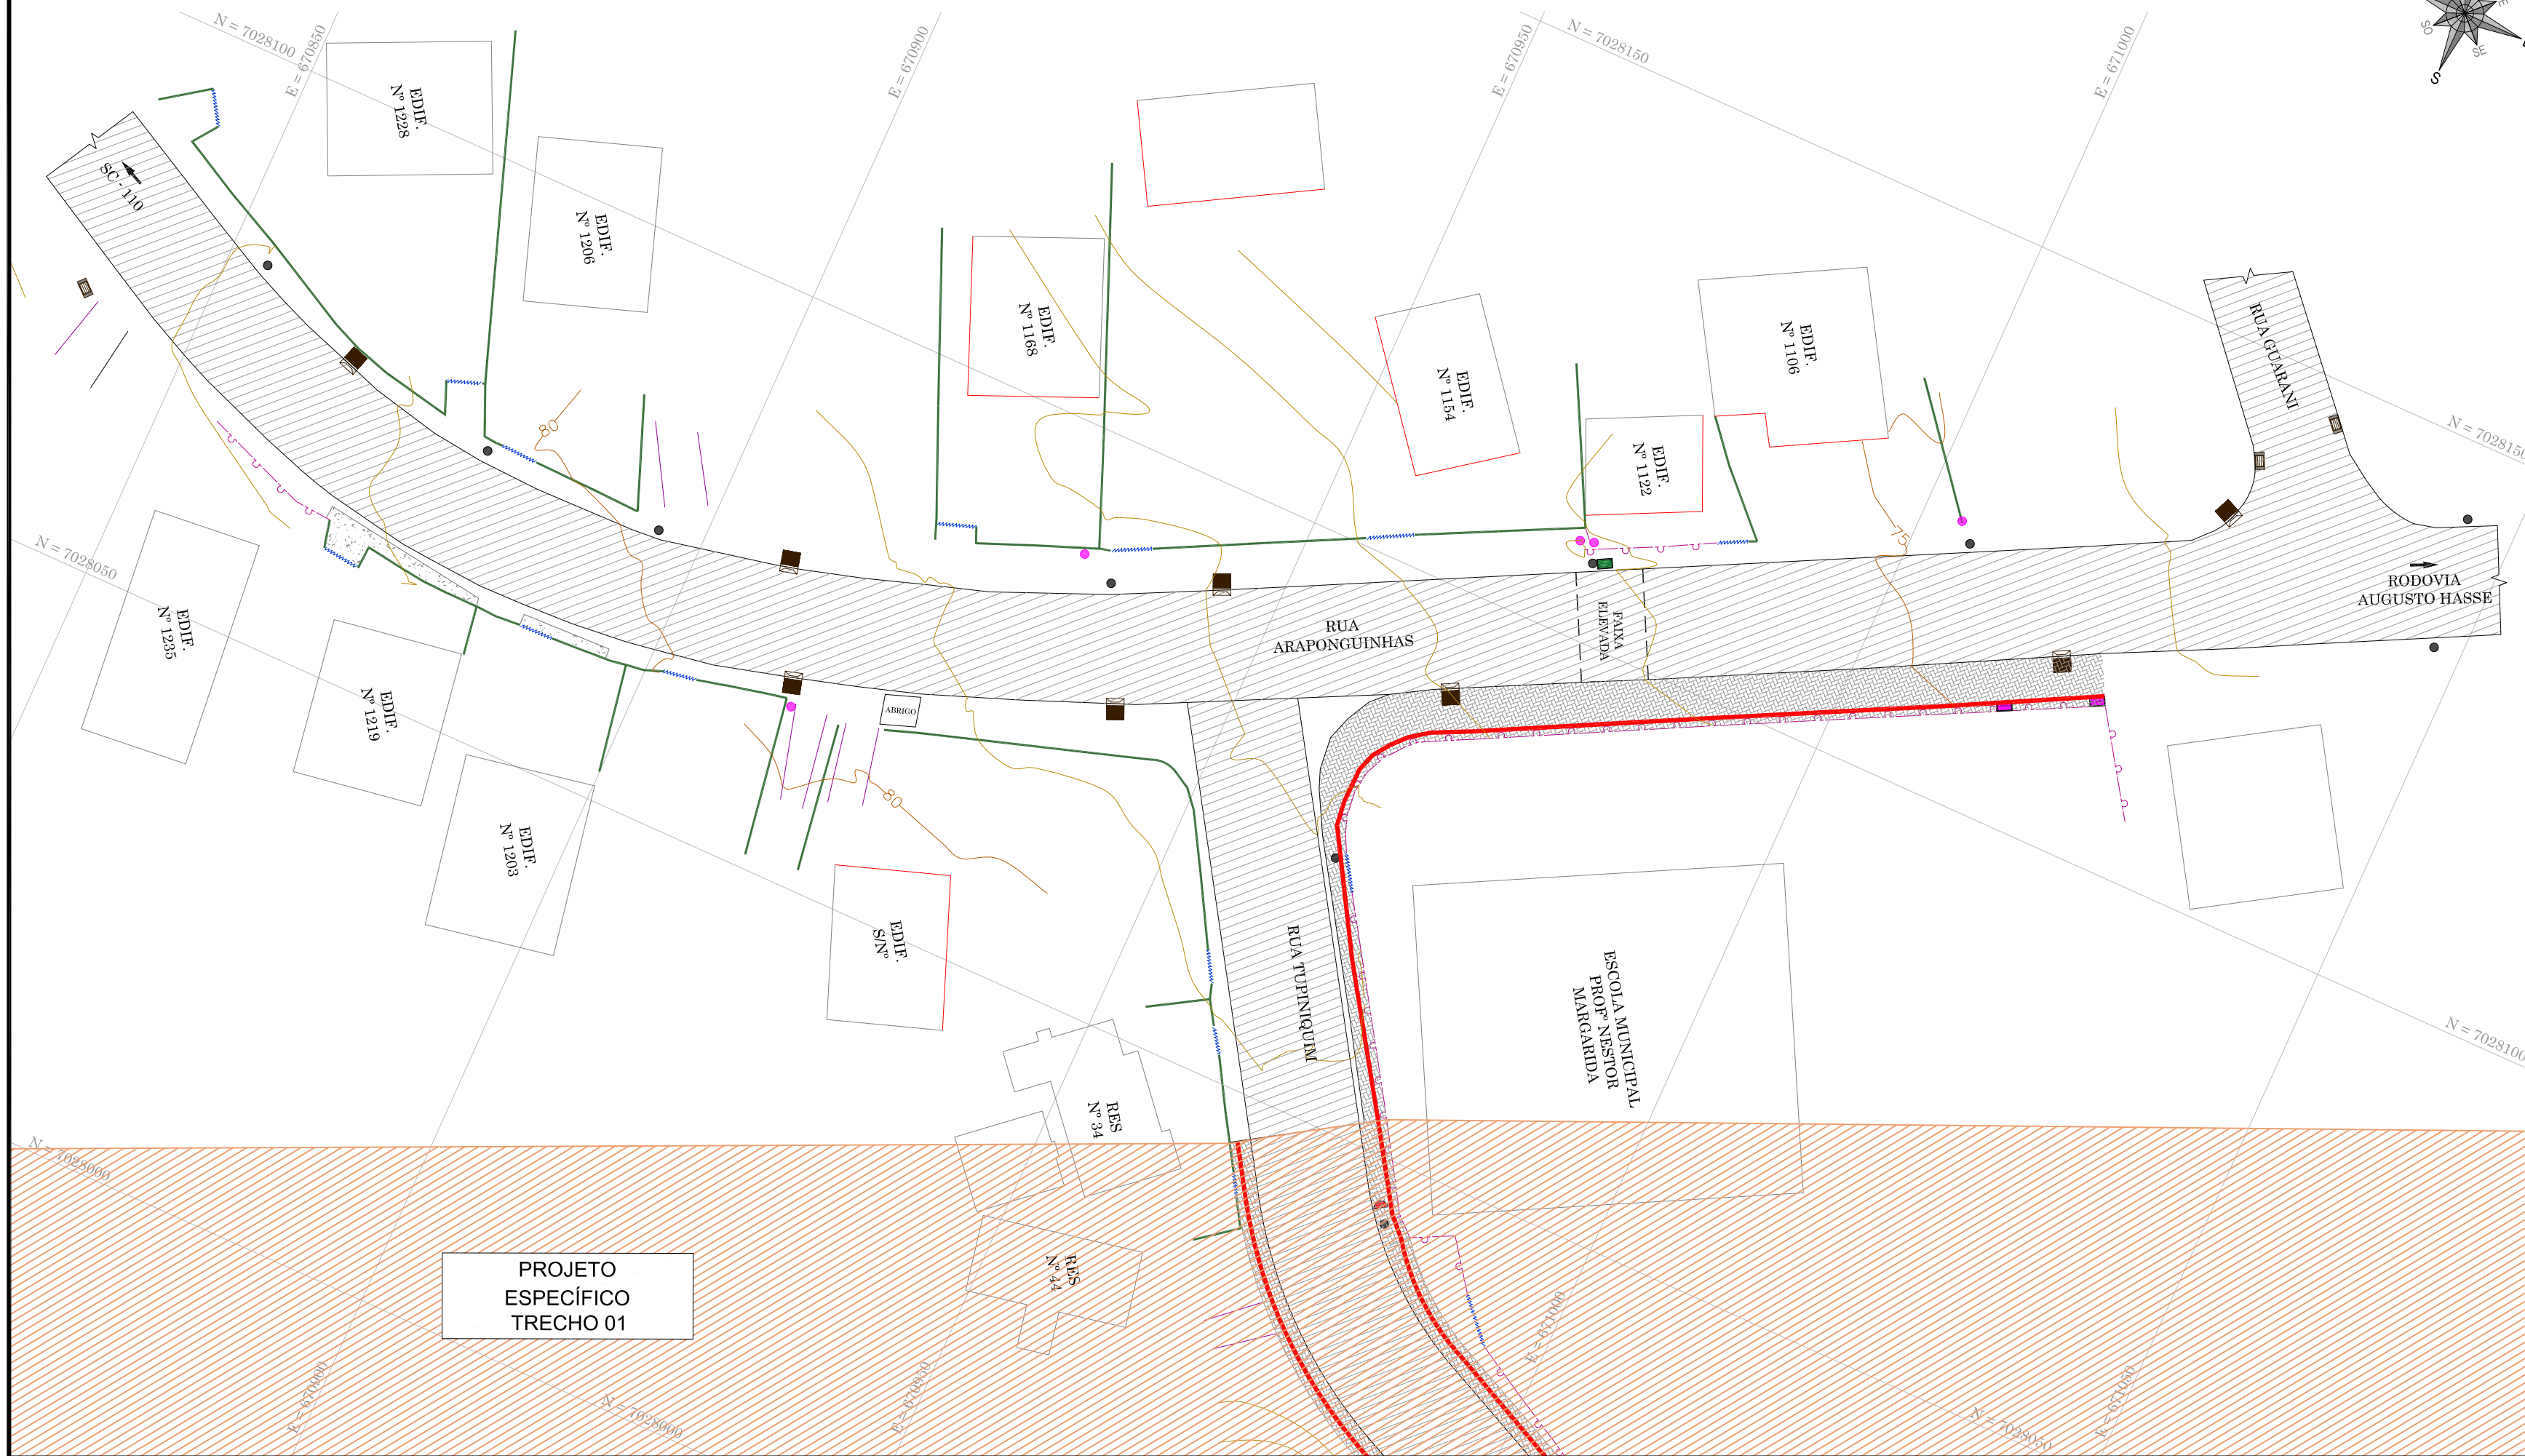 N = 7028100
E = 670850
E = 670900
E = 670950
N = 7028150
E = 671000
SO
SE
S
SC - 110
EDIF.
Nº 1228
EDIF.
Nº 1206
EDIF.
Nº 1168
EDIF.
Nº 1154
EDIF.
Nº 1106
EDIF.
Nº 1122
RUA GUARANI
N = 7028150
80
75
N = 7028050
EDIF.
Nº 1235
EDIF.
Nº 1219
EDIF.
Nº 1203
ABRIGO
80
RUA
ARAPONGUINHAS
FAIXA
ELEVADA
RODOVIA
AUGUSTO HASSE
EDIF.
S/Nº
RUA TUPINIQUIM
ESCOLA MUNICIPAL
PROFº NESTOR
MARGARIDA
N = 7028100
RES
Nº 34
N = 7028000
RES
Nº 44
PROJETO
ESPECÍFICO
TRECHO 01
E = 670900
N = 7028000
E = 670950
E = 671000
N = 7028050
E = 671050